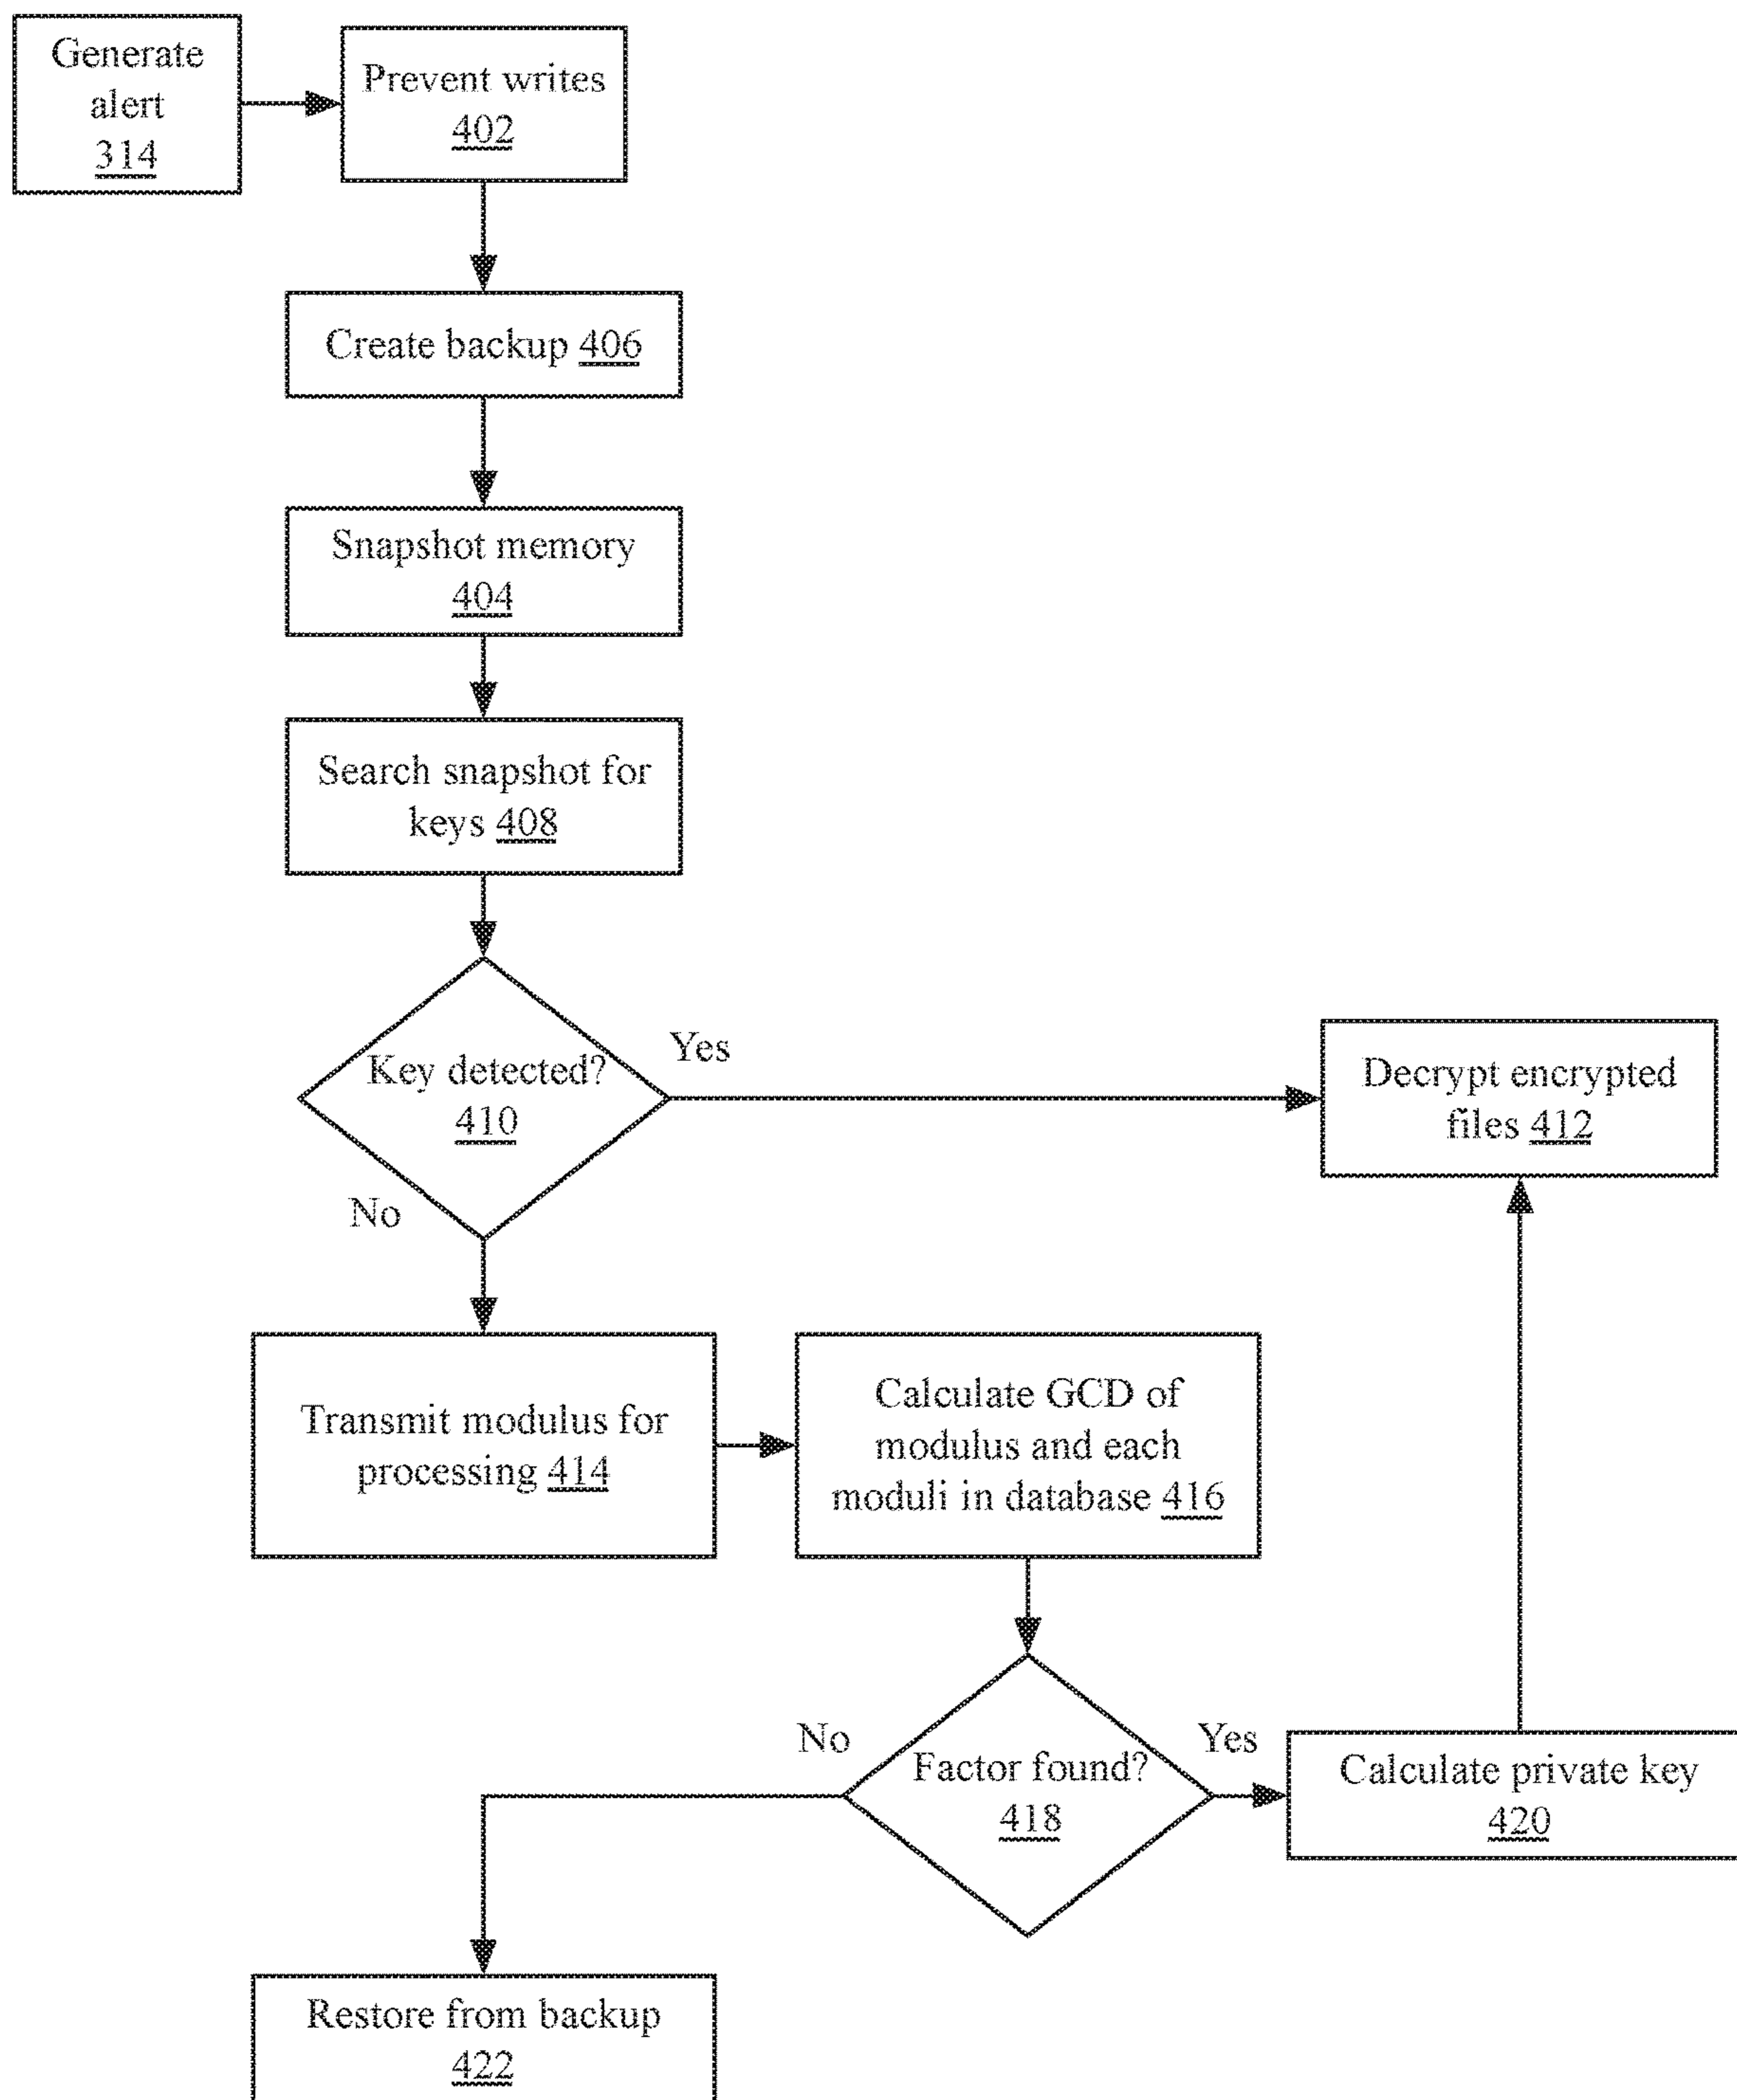 Generate
alert
314
Prevent writes
402
Create backup 406
Snapshot memory
404
Search snapshot for
keys 408
Key detected?
410
Yes
No
Decrypt encrypted
files 412
Transmit modulus for
processing 414
Calculate GCD of
modulus and each
moduli in database 416
Factor found?
418
No
Yes
Calculate private key
420
Restore from backup
422